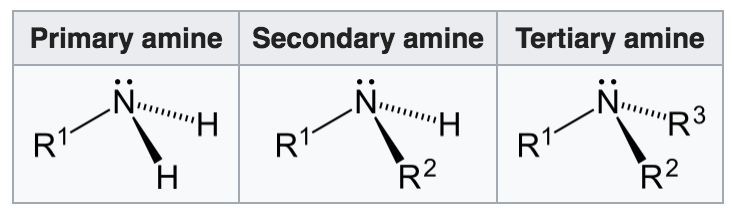 Primary amine Secondary amine Tertiary amine
N̈ H R¹ H
N̈ H R¹ R²
N̈ R³ R¹ R²